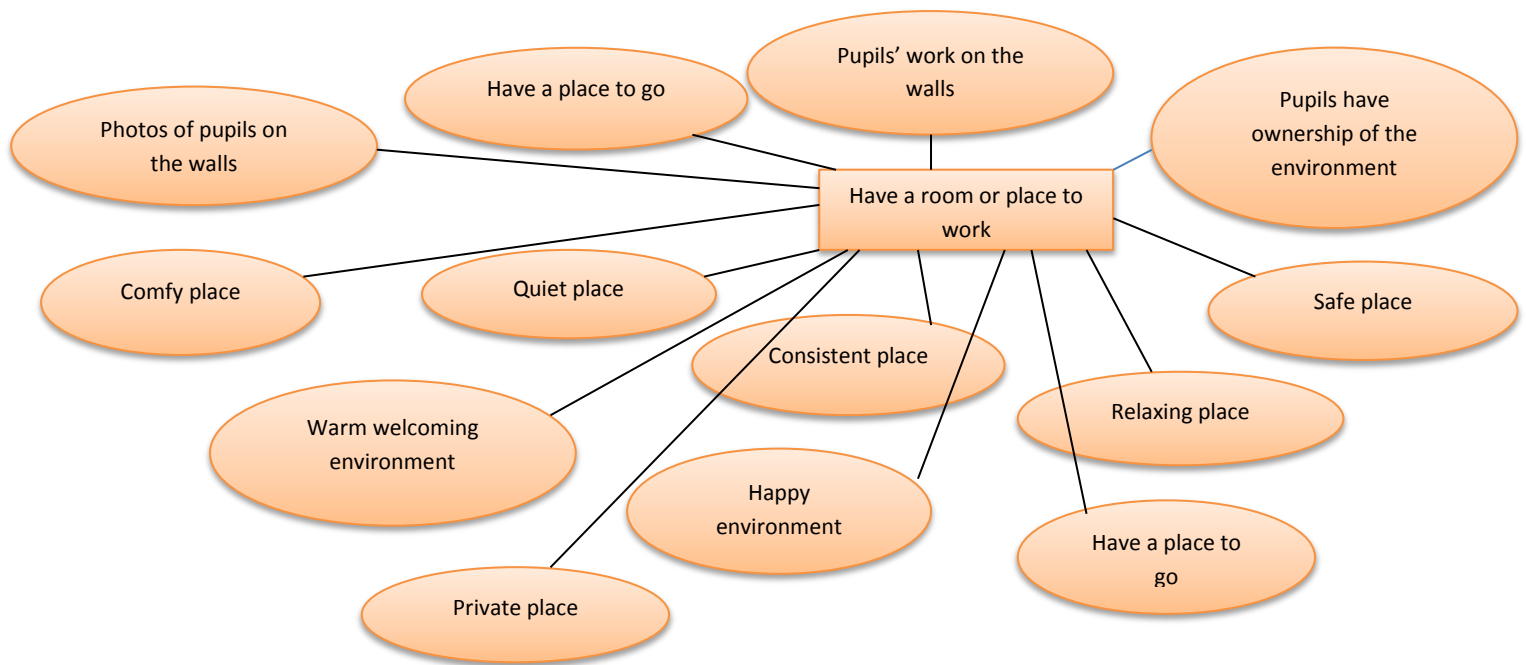 Pupils’ work on the
walls
Have a place to go
Pupils have
ownership of the
environment
Photos of pupils on
the walls
Have a room or place to
work
Comfy place
Quiet place
Safe place
Consistent place
Relaxing place
Warm welcoming
environment
Happy
environment
Have a place to
go
Private place